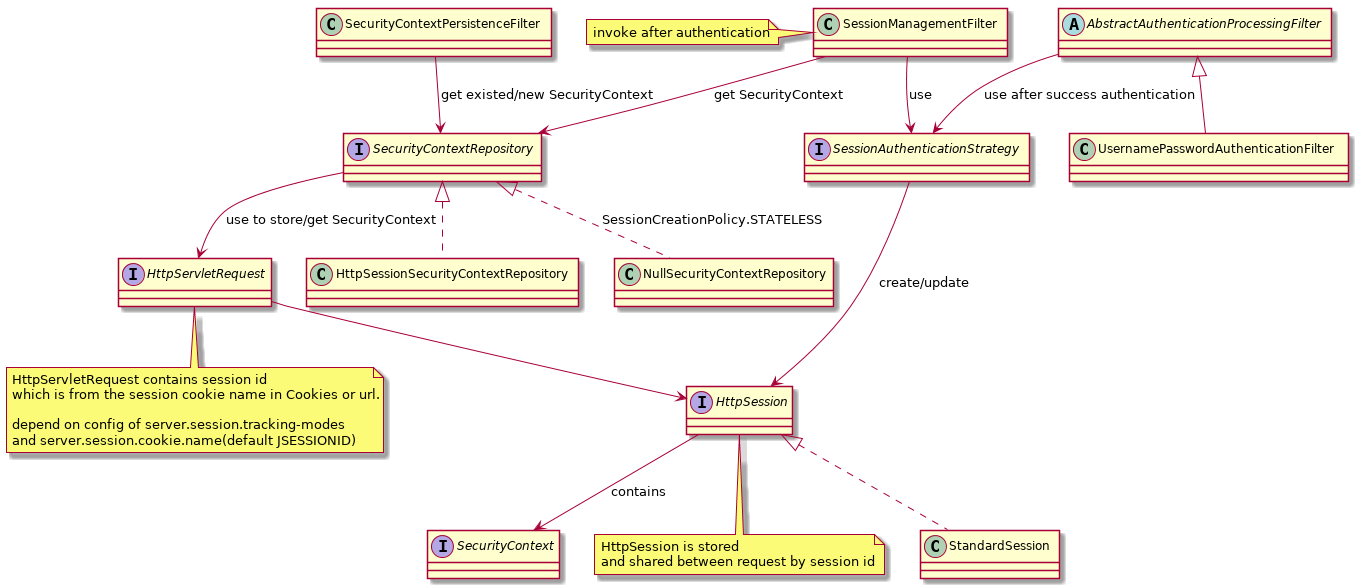 C SecurityContextPersistenceFilter
invoke after authentication
C SessionManagementFilter
A AbstractAuthenticationProcessingFilter
get existed/new SecurityContext
get SecurityContext
use
use after success authentication
I SecurityContextRepository
I SessionAuthenticationStrategy
C UsernamePasswordAuthenticationFilter
use to store/get SecurityContext
SessionCreationPolicy.STATELESS
I HttpServletRequest
C HttpSessionSecurityContextRepository
C NullSecurityContextRepository
create/update
HttpServletRequest contains session id
which is from the session cookie name in Cookies or url.
depend on config of server.session.tracking-modes
and server.session.cookie.name(default JSESSIONID)
I HttpSession
contains
I SecurityContext
HttpSession is stored
and shared between request by session id
C StandardSession